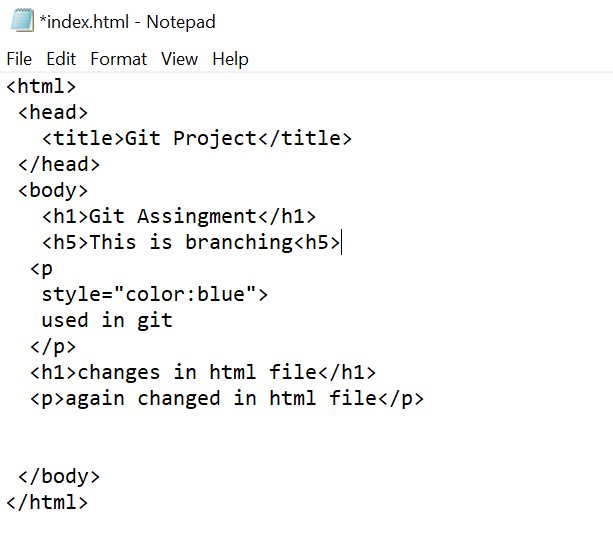 *index.html - Notepad
File Edit Format View Help
<html>
<head>
<title>Git Project</title>
</head>
<body>
<h1>Git Assingment</h1>
<h5>This is branching<h5>
<p
style="color:blue">
used in git
</p>
<h1>changes in html file</h1>
<p>again changed in html file</p>
</body>
</html>